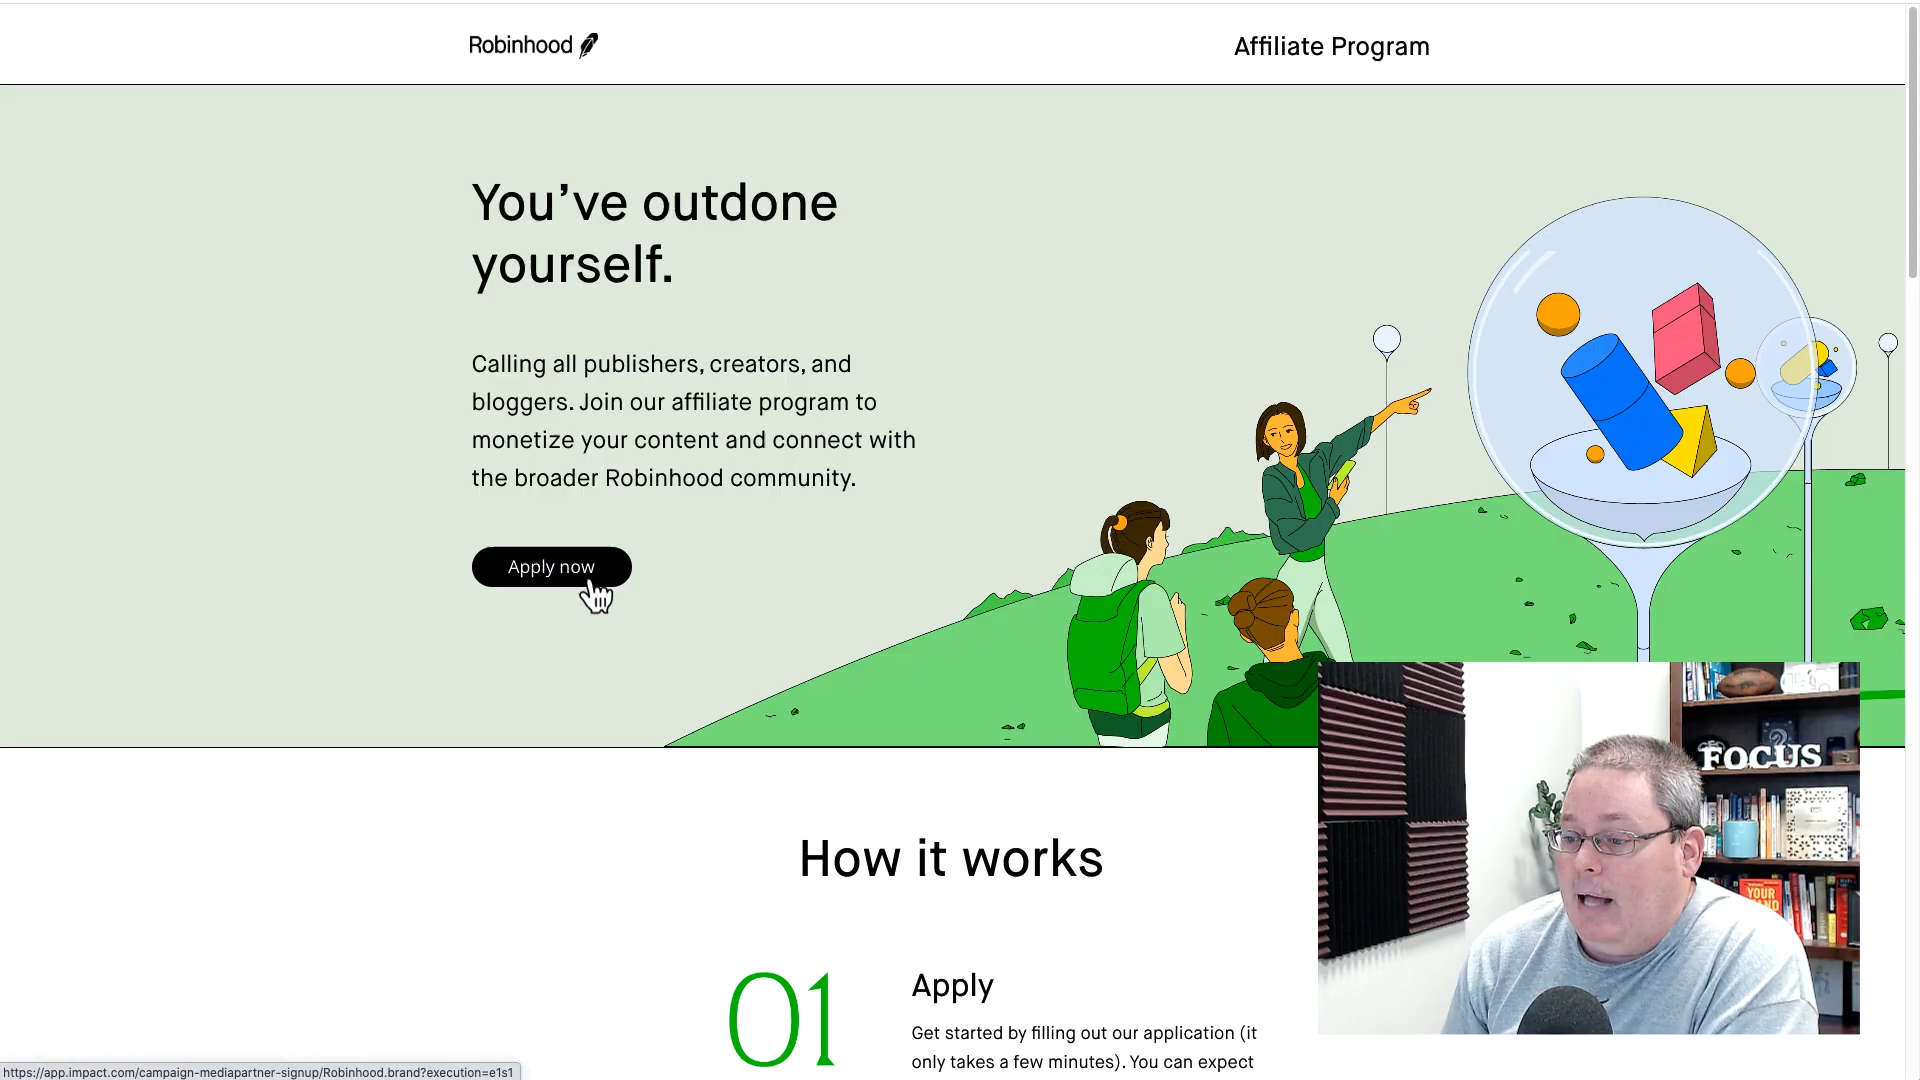 Robinhood
Affiliate Program
You’ve outdone
yourself.
Calling all publishers, creators, and
bloggers. Join our affiliate program to
monetize your content and connect with
the broader Robinhood community.
Apply now
How it works
01
Apply
Get started by filling out our application (it
only takes a few minutes). You can expect
FOCUS
YOUR
https://app.impact.com/campaign-mediapartner-signup/Robinhood.brand?execution=e1s1